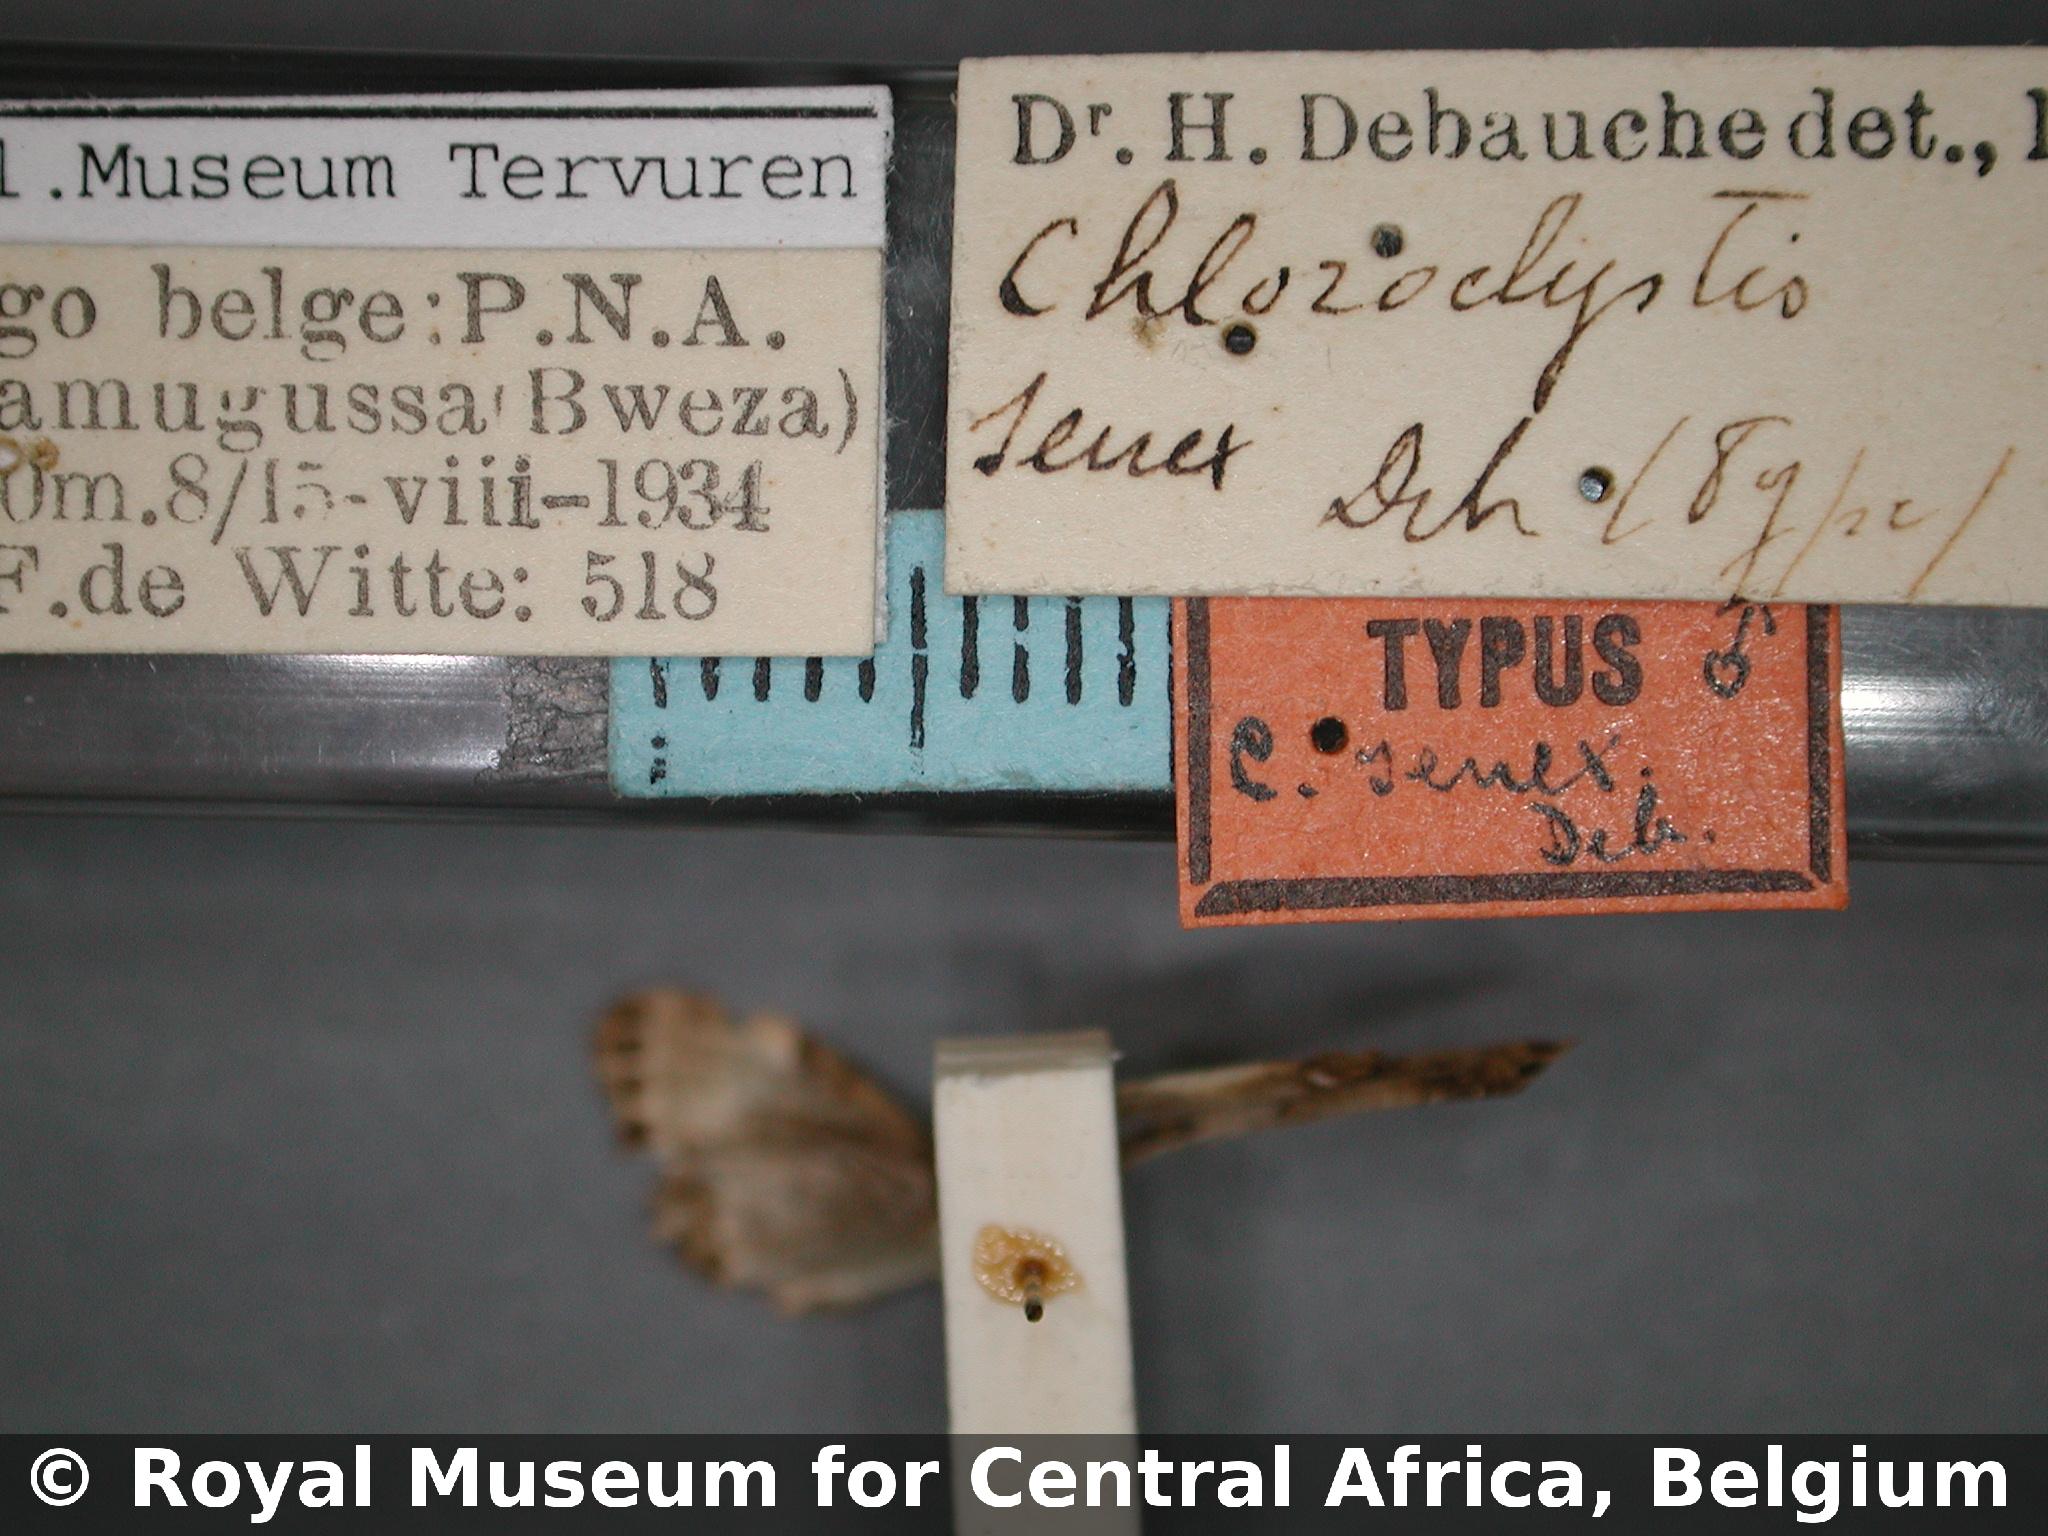 l.Museum Tervuren
go belge: P.N.A.
amugussa (Bweza)
0m. 8/15-viii-1934
F. de Witte: 518
Dr. H. Debauche det., 1
Chloroclystis
senex Deb (Type)
TYPUS ♂
C. senex.
Deb.
© Royal Museum for Central Africa, Belgium